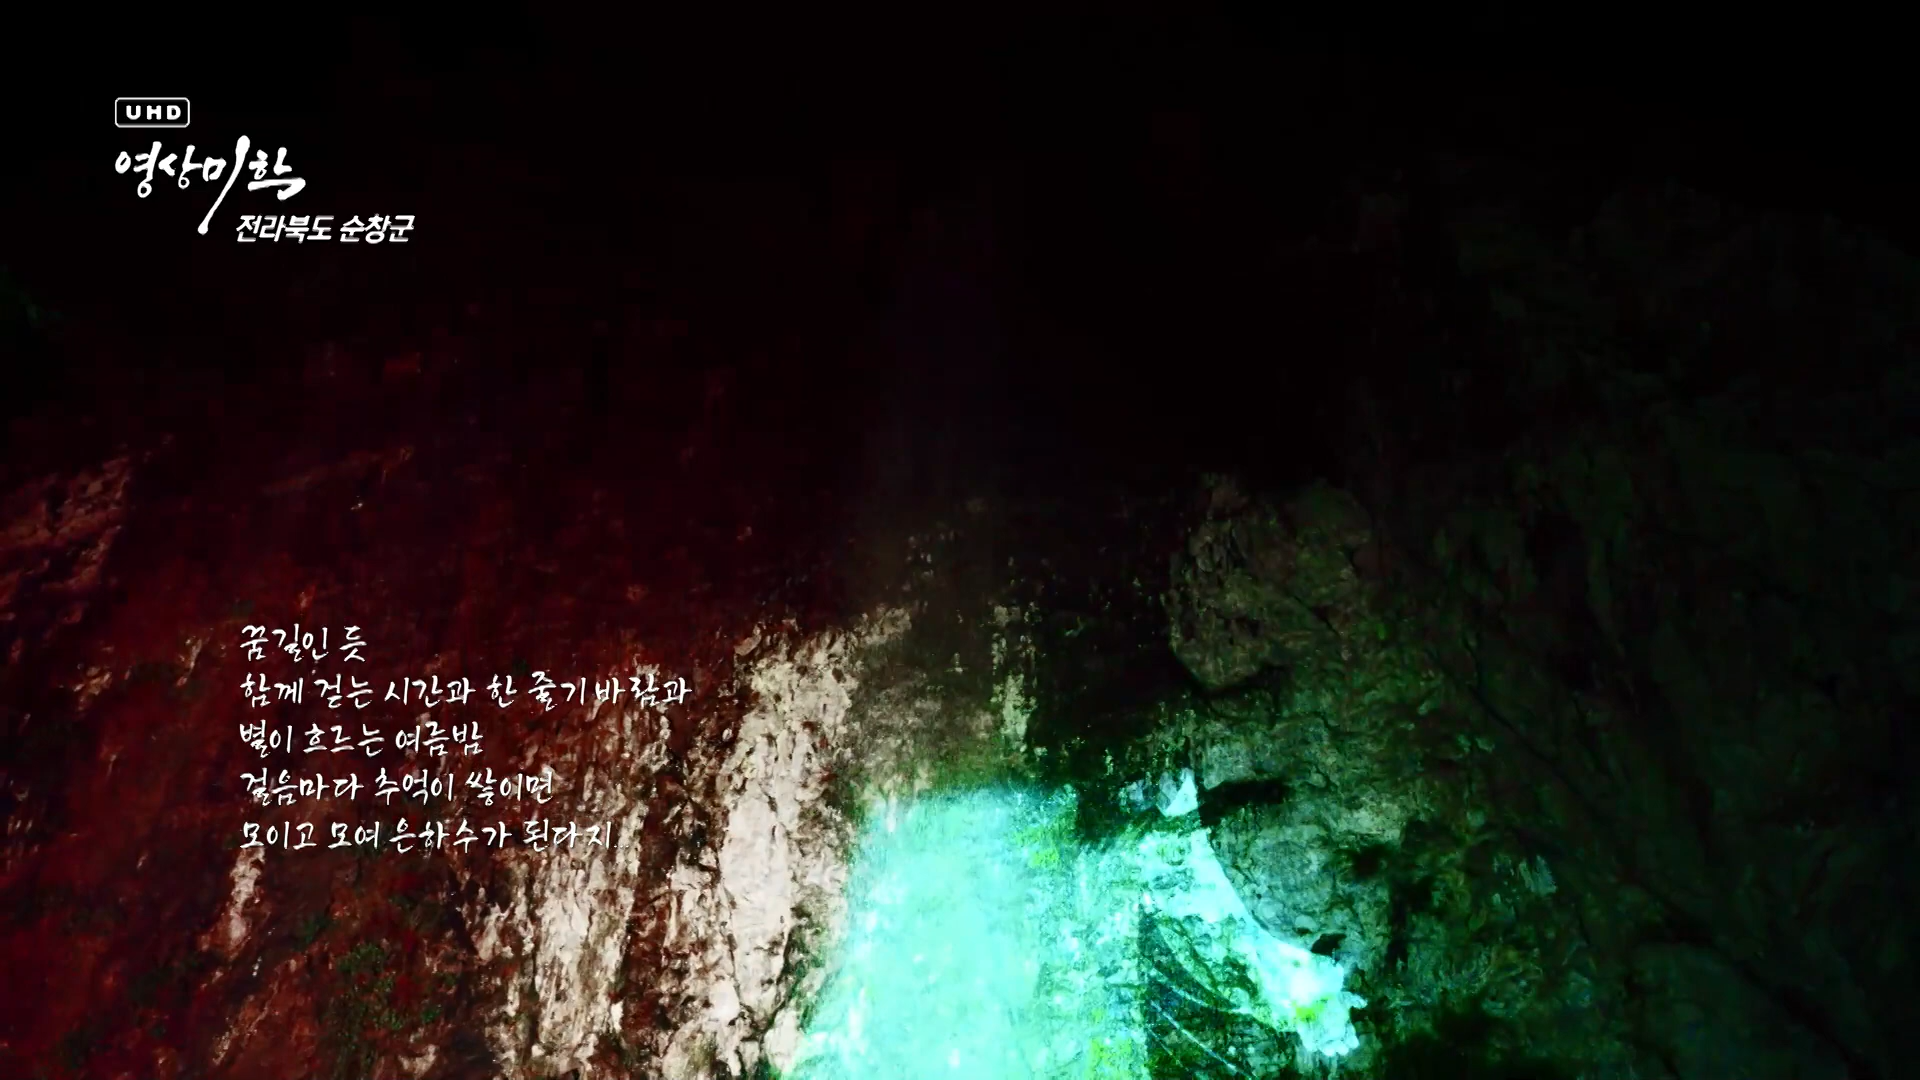 UHD
영상미학
전라북도 순창군
꿈길인 듯
함께 걷는 시간과 한 줄기 바람과
별이 흐르는 여름밤
걸음마다 추억이 쌓이면
모이고 모여 은하수가 된다지...